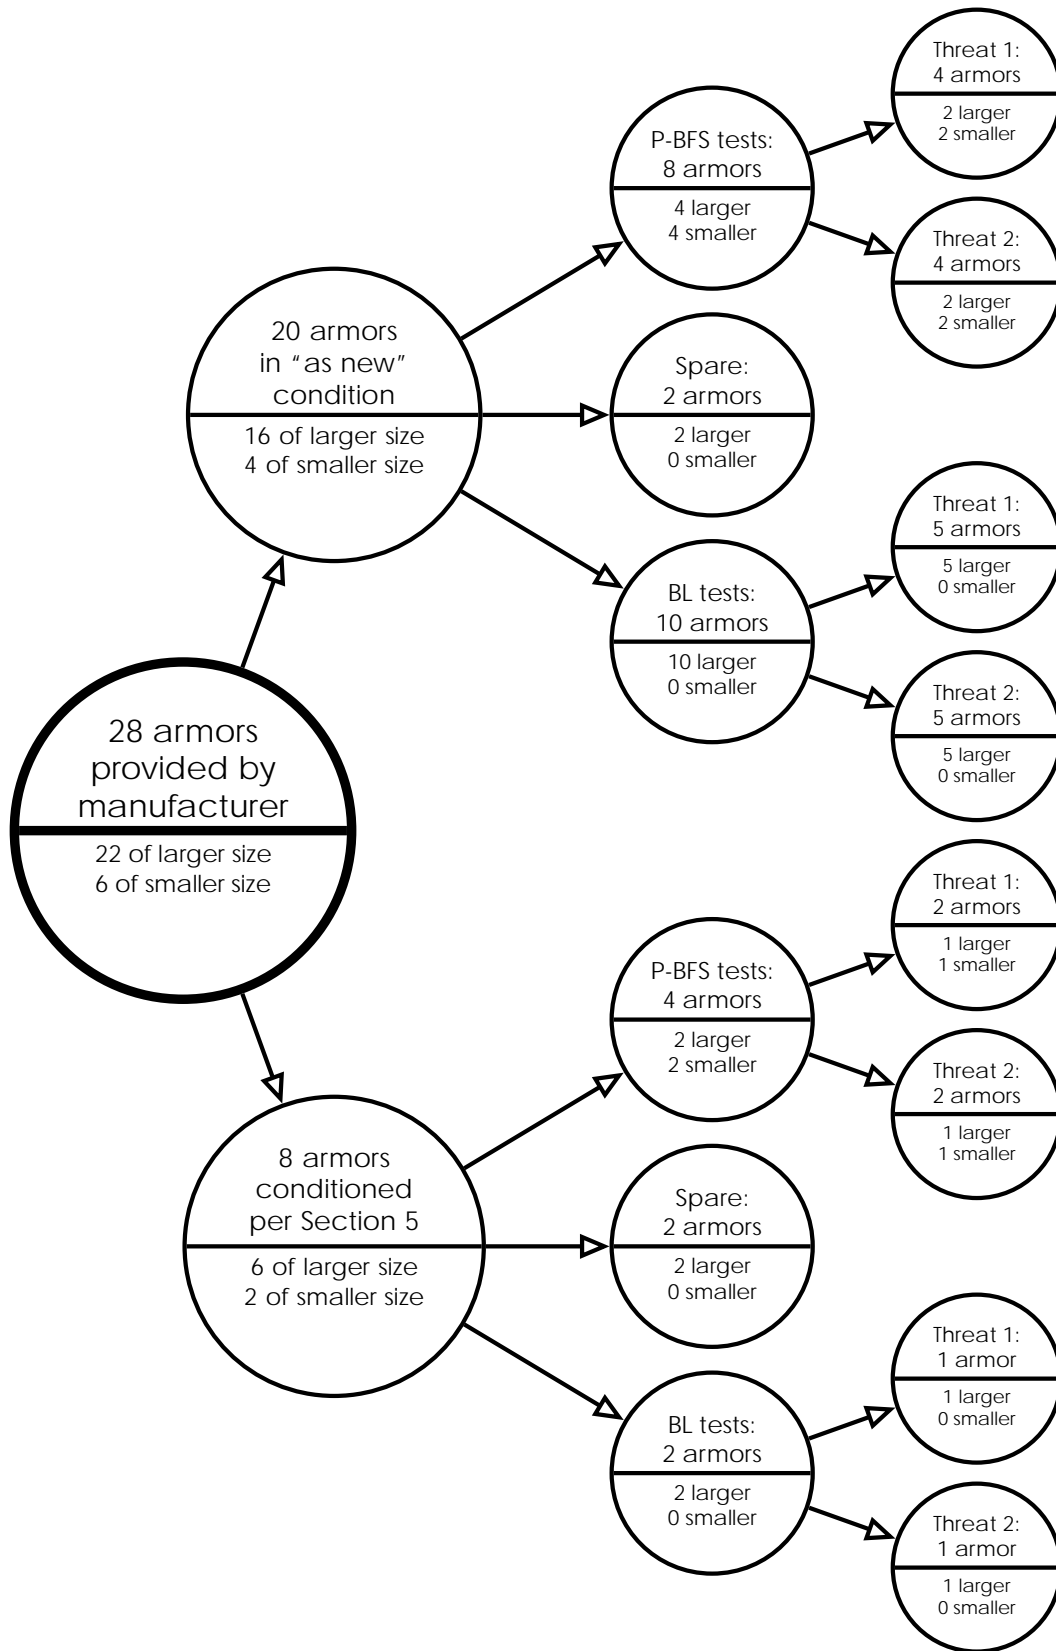 Threat 1:
4 armors
2 larger
2 smaller
P-BFS tests:
8 armors
4 larger
4 smaller
Threat 2:
4 armors
2 larger
2 smaller
20 armors
in “as new”
condition
16 of larger size
4 of smaller size
Spare:
2 armors
2 larger
0 smaller
Threat 1:
5 armors
5 larger
0 smaller
BL tests:
10 armors
10 larger
0 smaller
Threat 2:
5 armors
5 larger
0 smaller
28 armors
provided by
manufacturer
22 of larger size
6 of smaller size
Threat 1:
2 armors
1 larger
1 smaller
P-BFS tests:
4 armors
2 larger
2 smaller
Threat 2:
2 armors
1 larger
1 smaller
8 armors
conditioned
per Section 5
6 of larger size
2 of smaller size
Spare:
2 armors
2 larger
0 smaller
Threat 1:
1 armor
1 larger
0 smaller
BL tests:
2 armors
2 larger
0 smaller
Threat 2:
1 armor
1 larger
0 smaller